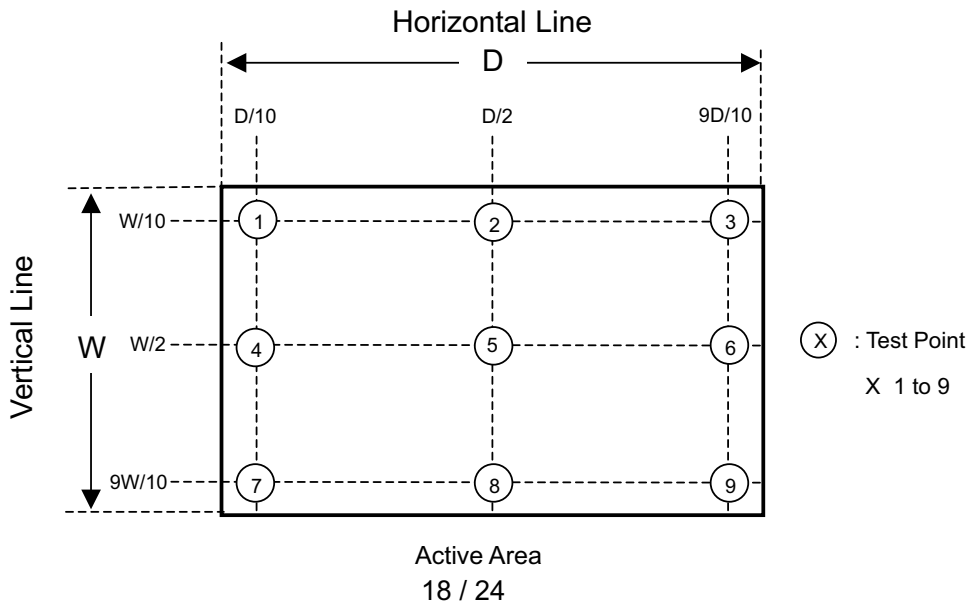 Horizontal Line
D
D/10 D/2 9D/10
W/10 1 2 3
Vertical Line
W
W/2 4 5 6
X : Test Point
X 1 to 9
9W/10 7 8 9
Active Area
18 / 24